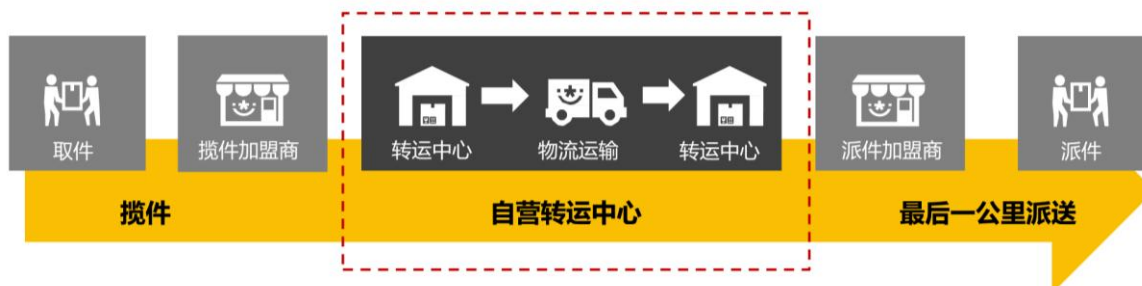 取件
揽件加盟商
转运中心
物流运输
转运中心
派件加盟商
派件
揽件
自营转运中心
最后一公里派送